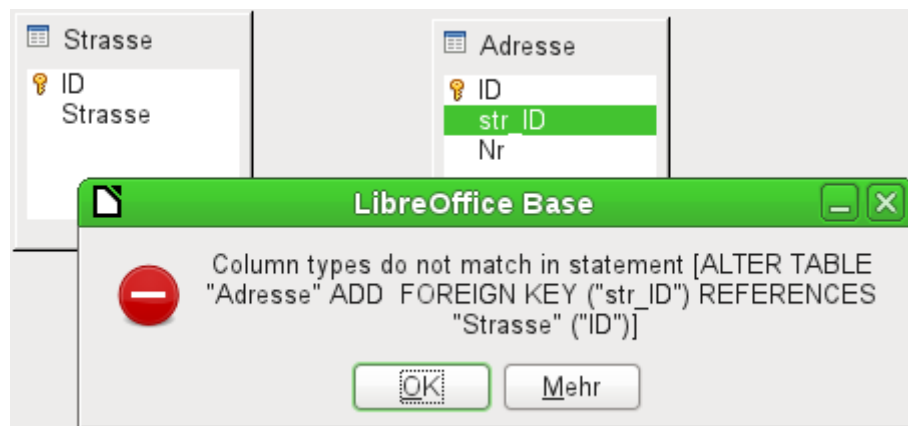 Strasse
ID
Strasse
Adresse
ID
str_ID
Nr
LibreOffice Base
Column types do not match in statement [ALTER TABLE
"Adresse" ADD  FOREIGN KEY ("str_ID") REFERENCES
"Strasse" ("ID")]
OK
Mehr